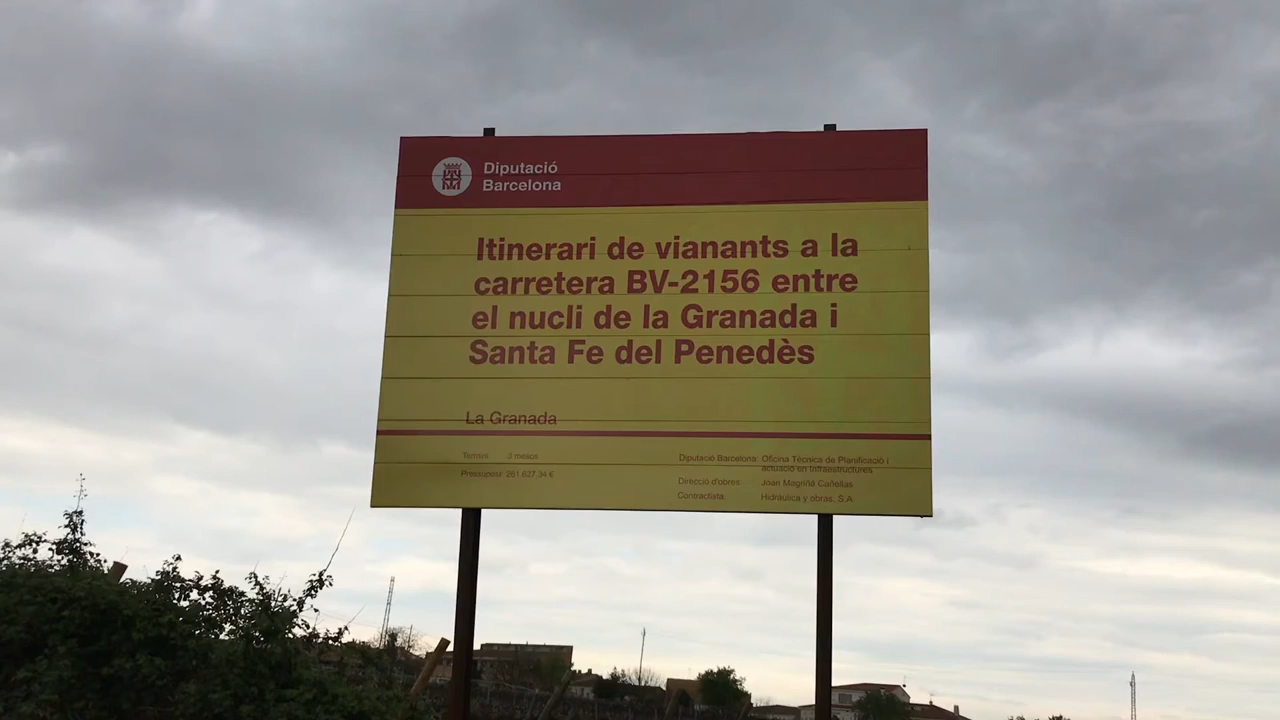 Diputació
Barcelona
Itinerari de vianants a la
carretera BV-2156 entre
el nucli de la Granada i
Santa Fe del Penedès
La Granada
Termini: 3 mesos
Pressupost: 261.627,34 €
Diputació Barcelona: Oficina Tècnica de Planificació i
actuació en Infraestructures
Direcció d'obres: Joan Magriñá Cañellas
Contractista: Hidráulica y obras, S.A